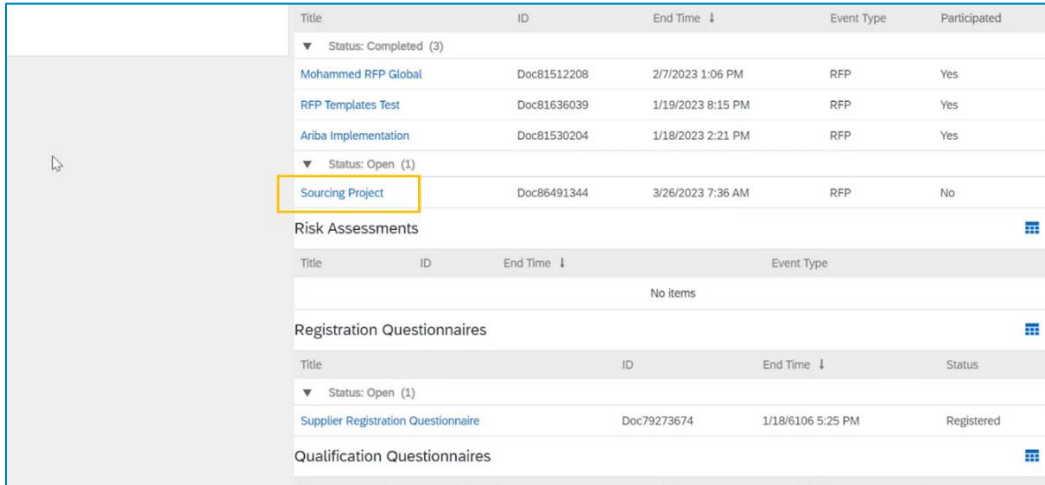 Title ID End Time ↓ Event Type Participated
▼ Status: Completed (3)
Mohammed RFP Global Doc81512208 2/7/2023 1:06 PM RFP Yes
RFP Templates Test Doc81636039 1/19/2023 8:15 PM RFP Yes
Ariba Implementation Doc81530204 1/18/2023 2:21 PM RFP Yes
▼ Status: Open (1)
Sourcing Project Doc86491344 3/26/2023 7:36 AM RFP No
Risk Assessments
Title ID End Time ↓ Event Type
No items
Registration Questionnaires
Title ID End Time ↓ Status
▼ Status: Open (1)
Supplier Registration Questionnaire Doc79273674 1/18/6106 5:25 PM Registered
Qualification Questionnaires